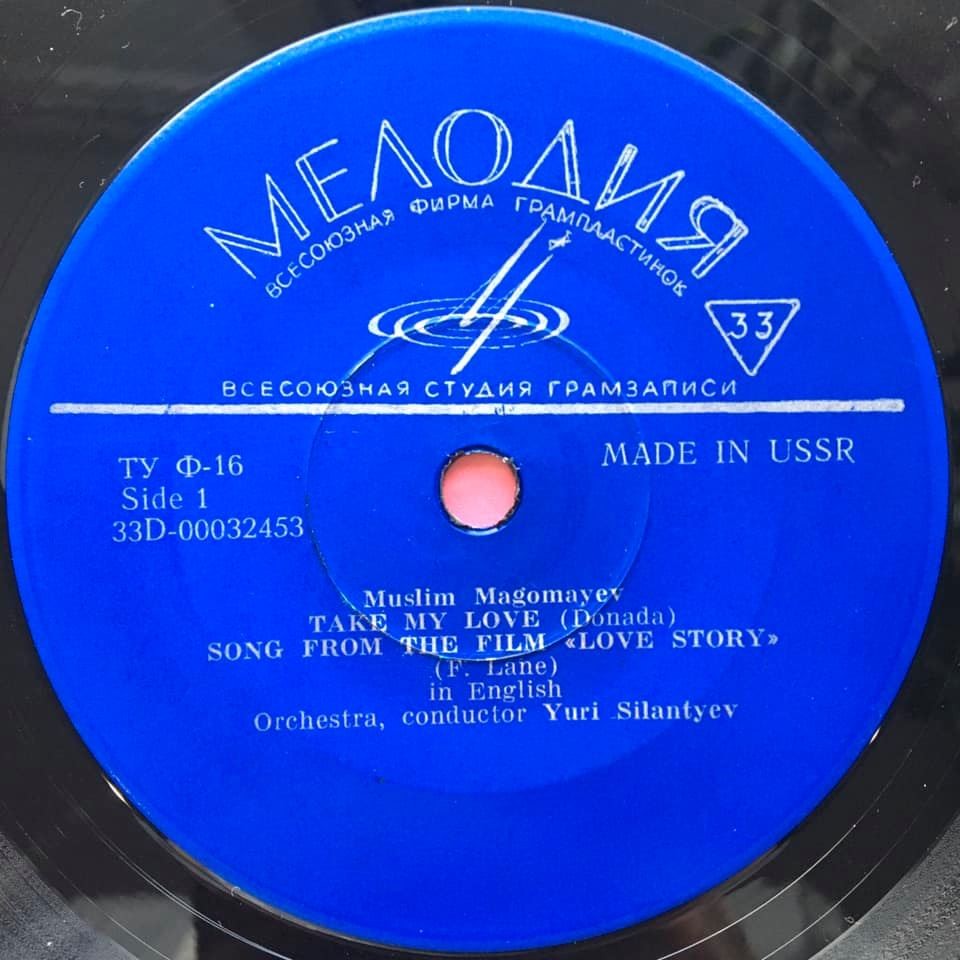 МЕЛОДИЯ
ВСЕСОЮЗНАЯ ФИРМА ГРАМПЛАСТИНОК
33
ВСЕСОЮЗНАЯ СТУДИЯ ГРАМЗАПИСИ
ТУ Ф-16
MADE IN USSR
Side 1
33D-00032453
Muslim Magomayev
TAKE MY LOVE (Donada)
SONG FROM THE FILM «LOVE STORY»
(F. Lane)
in English
Orchestra, conductor Yuri Silantyev